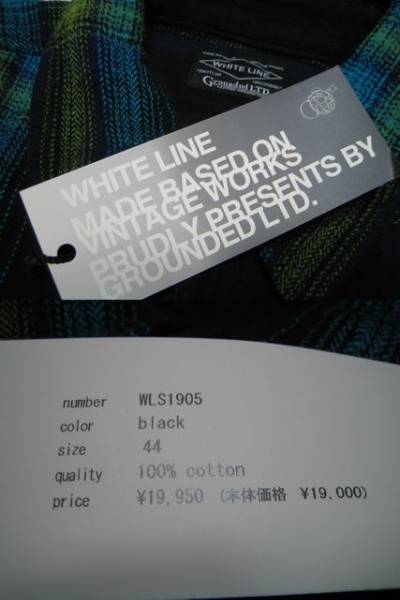 WHITE LINE
Grounded LTD.
WHITE LINE
MADE BASED ON
VINTAGE WORKS
PRUDLY PRESENTS BY
GROUNDED LTD.
number WLS1905
color black
size 44
quality 100% cotton
price ¥19,950 (本体価格 ¥19,000)